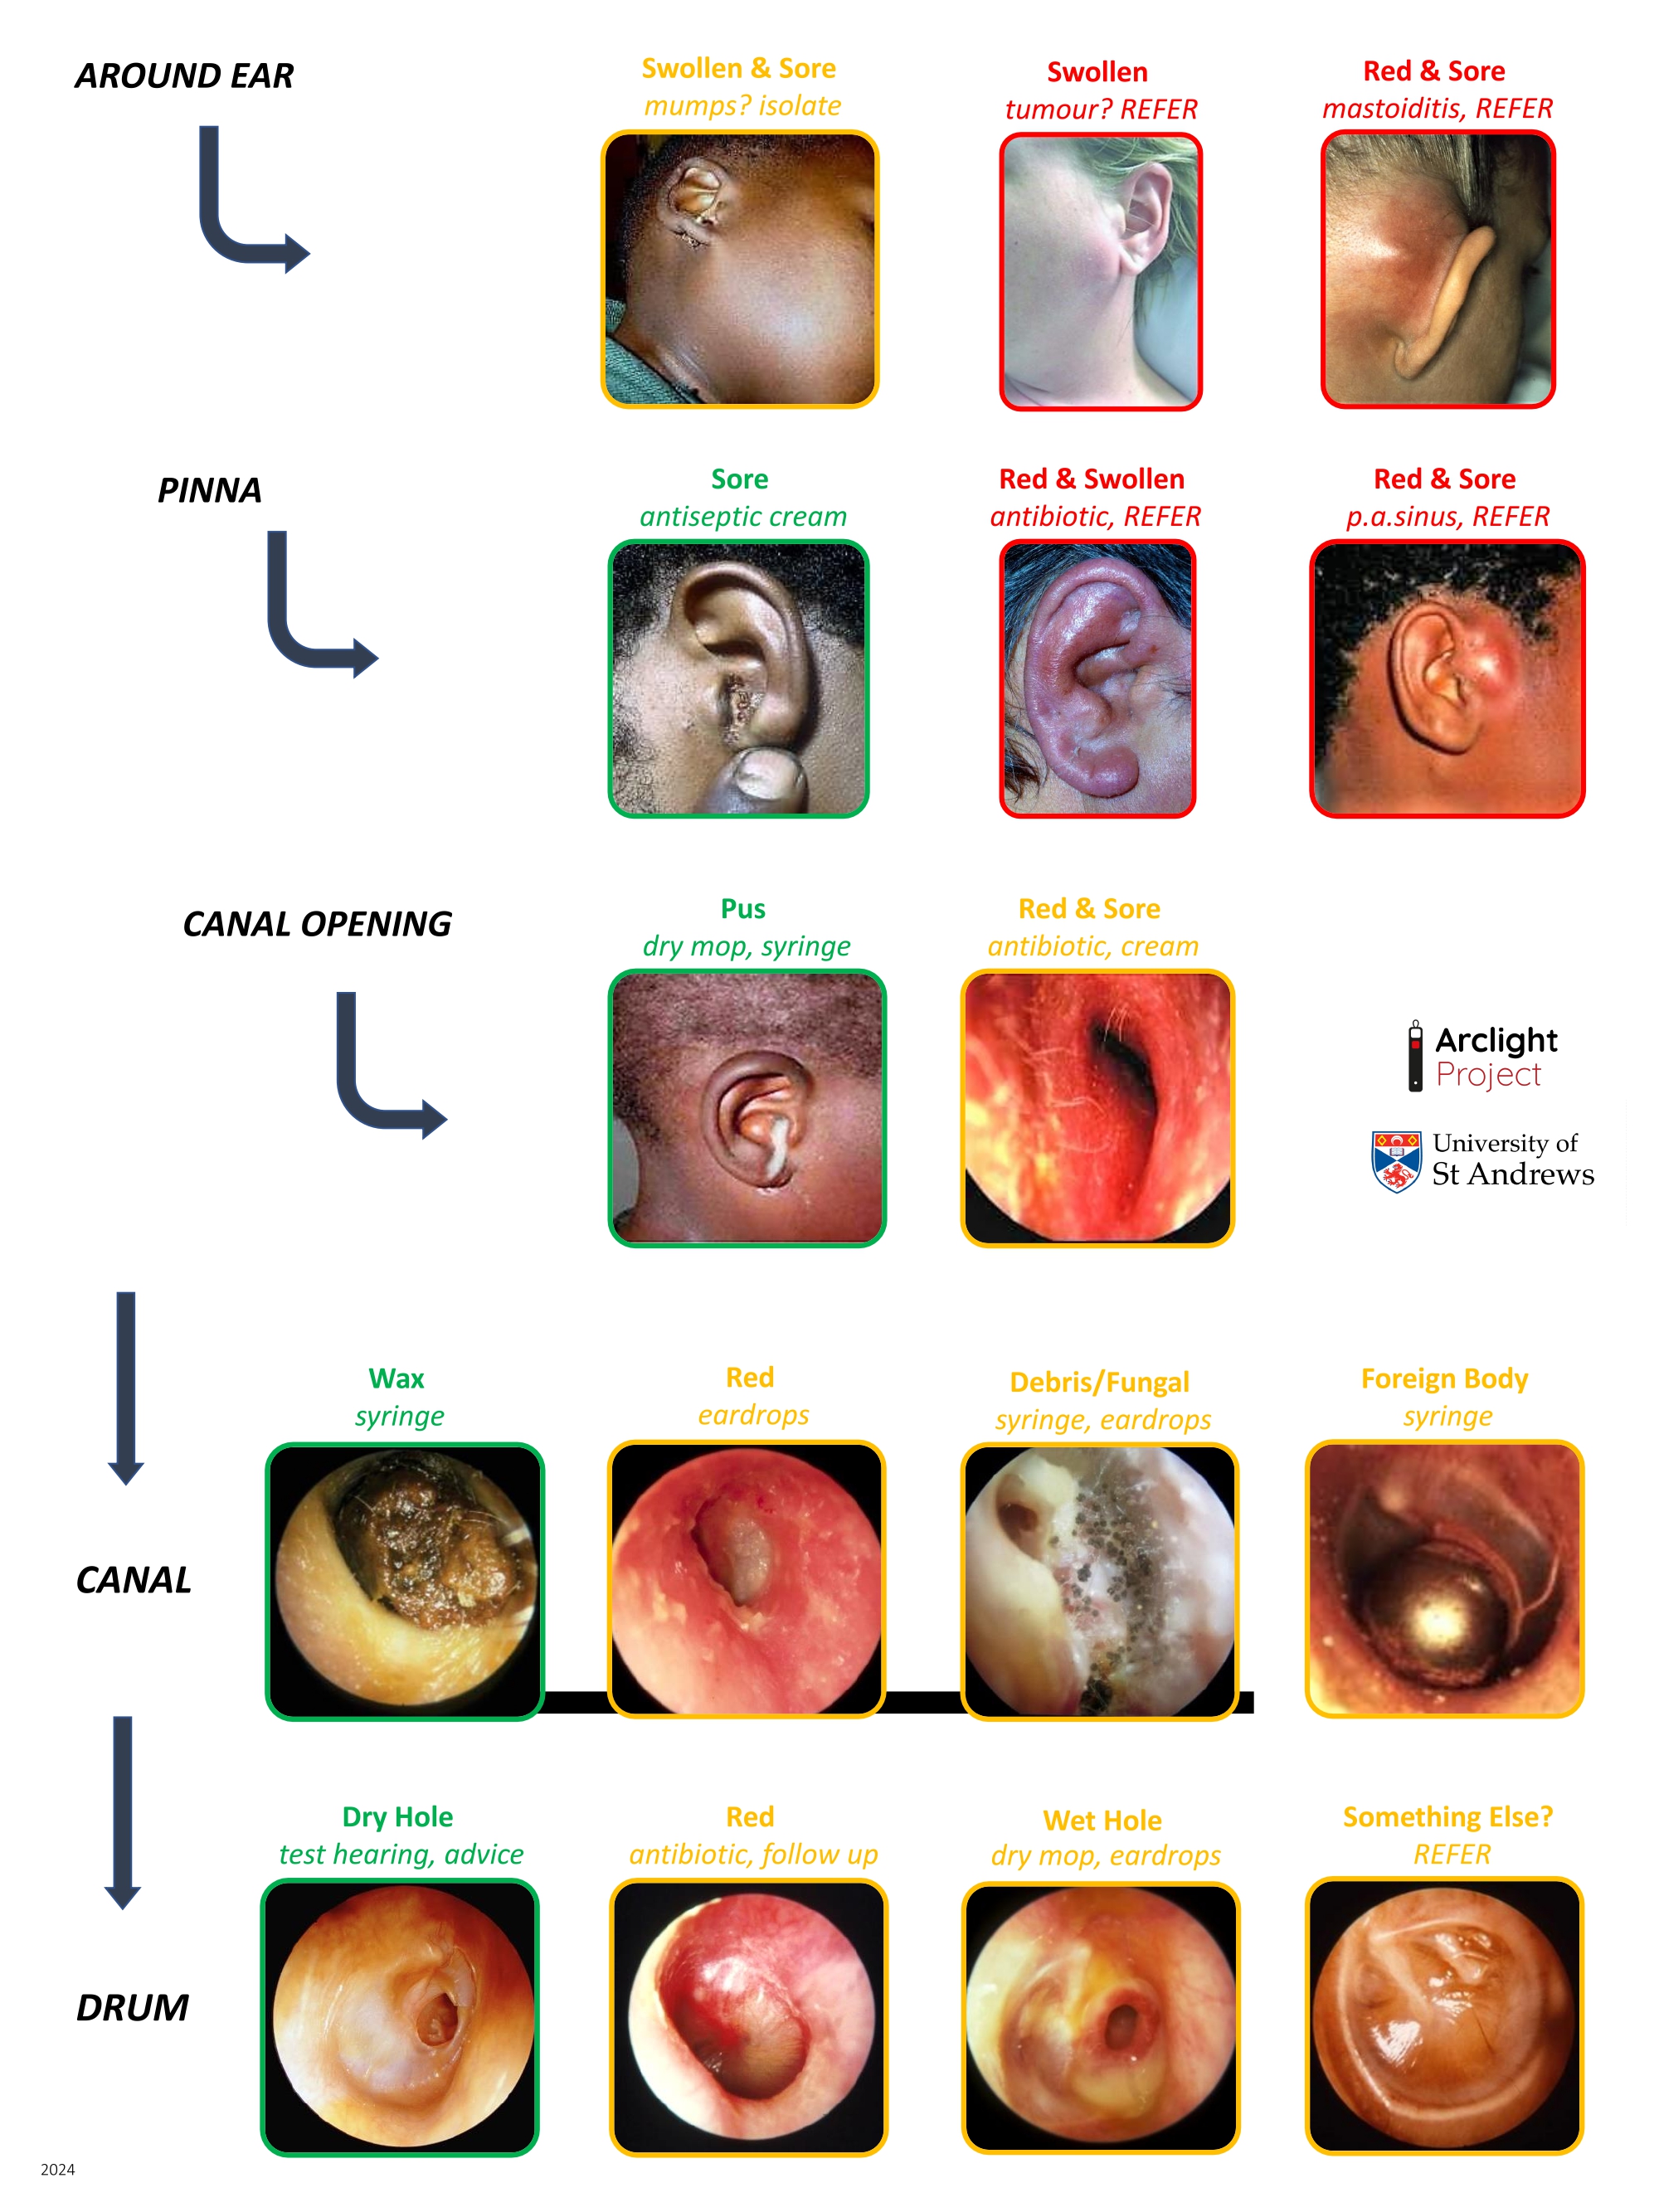 AROUND EAR
Swollen & Sore
mumps? isolate
Swollen
tumour? REFER
Red & Sore
mastoiditis, REFER
PINNA
Sore
antiseptic cream
Red & Swollen
antibiotic, REFER
Red & Sore
p.a.sinus, REFER
CANAL OPENING
Pus
dry mop, syringe
Red & Sore
antibiotic, cream
Arclight
Project
University of
St Andrews
CANAL
Wax
syringe
Red
eardrops
Debris/Fungal
syringe, eardrops
Foreign Body
syringe
DRUM
Dry Hole
test hearing, advice
Red
antibiotic, follow up
Wet Hole
dry mop, eardrops
Something Else?
REFER
2024